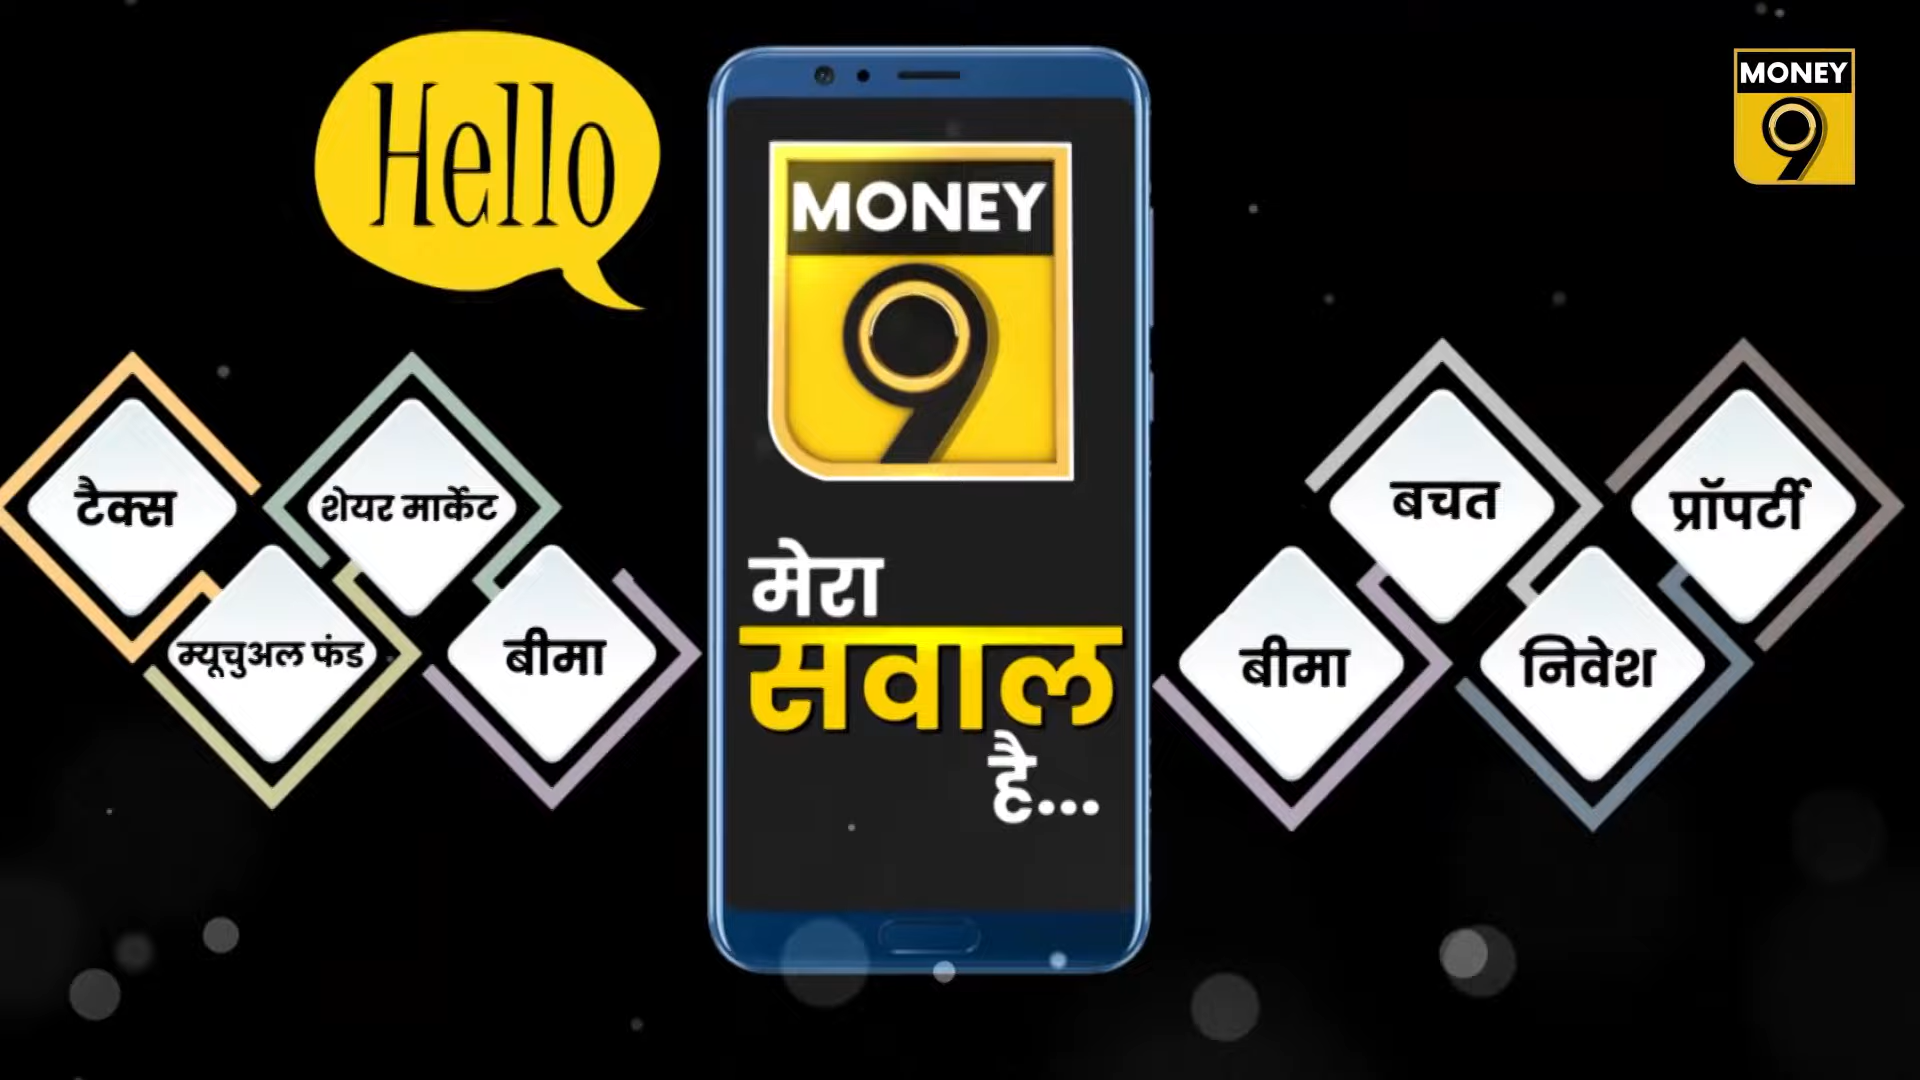 Hello
MONEY
9
MONEY
9
टैक्स
शेयर मार्केट
म्यूचुअल फंड
बीमा
मेरा
सवाल
है...
बचत
प्रॉपर्टी
बीमा
निवेश